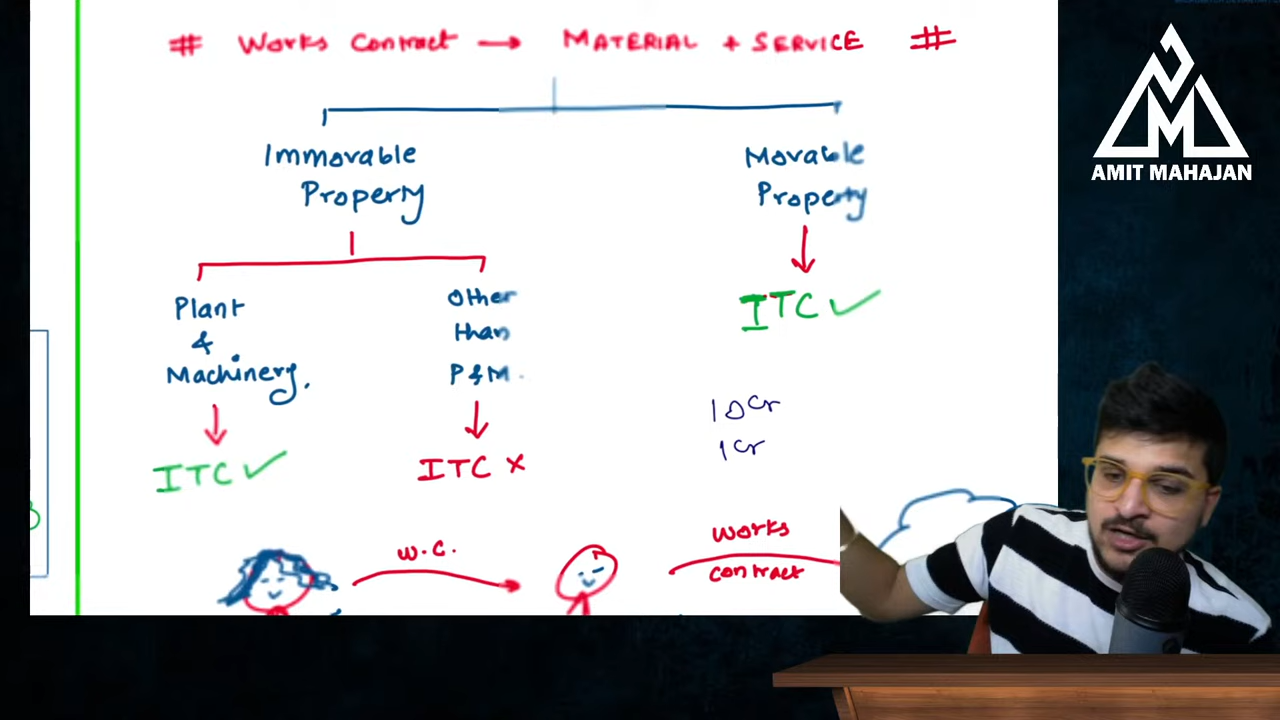 # Works Contract → MATERIAL + SERVICE #
Immovable
Property
Movable
Property
Plant
&
Machinery.
ITC ✓
Other
than
P&M.
ITC ×
ITC ✓
10Cr
1Cr
W.C.
Works
Contract
AMIT MAHAJAN